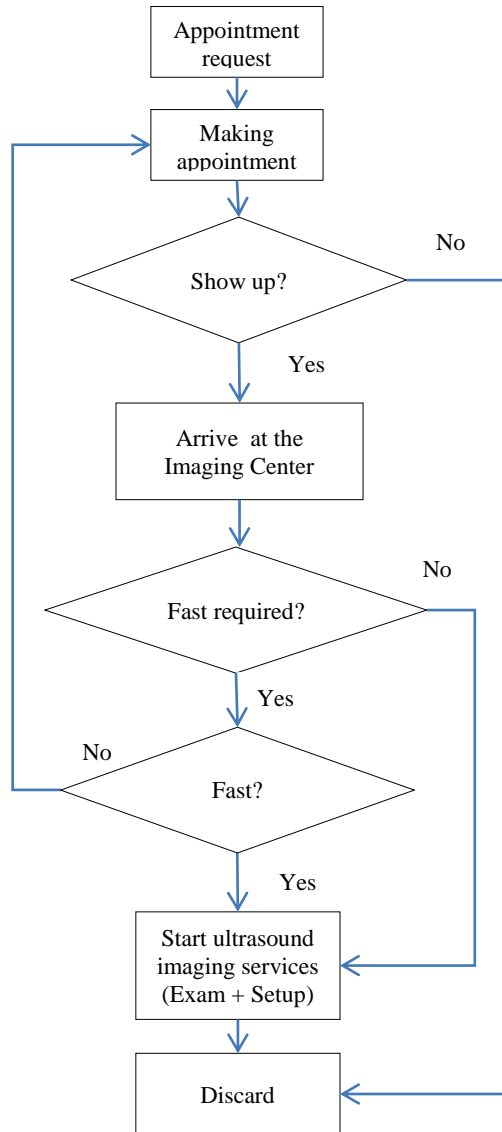 Appointment
request
Making
appointment
No
Show up?
Yes
Arrive at the
Imaging Center
No
Fast required?
Yes
No
Fast?
Yes
Start ultrasound
imaging services
(Exam + Setup)
Discard